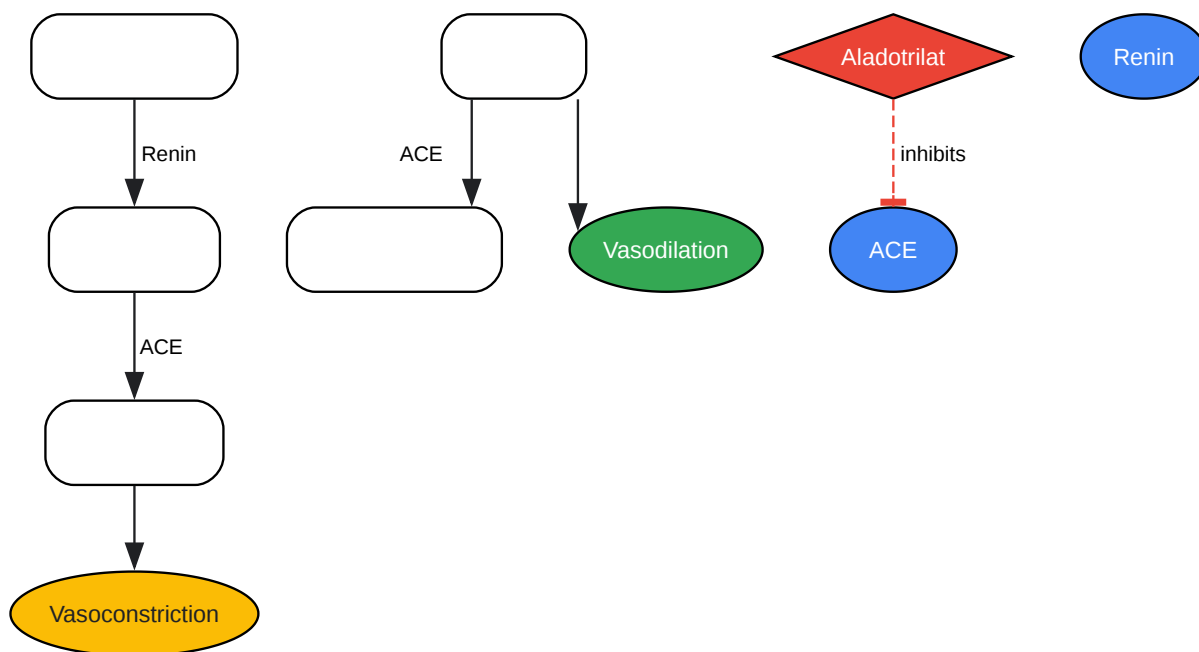 Aladotrilat
Renin
Renin
ACE
inhibits
Vasodilation
ACE
ACE
Vasoconstriction